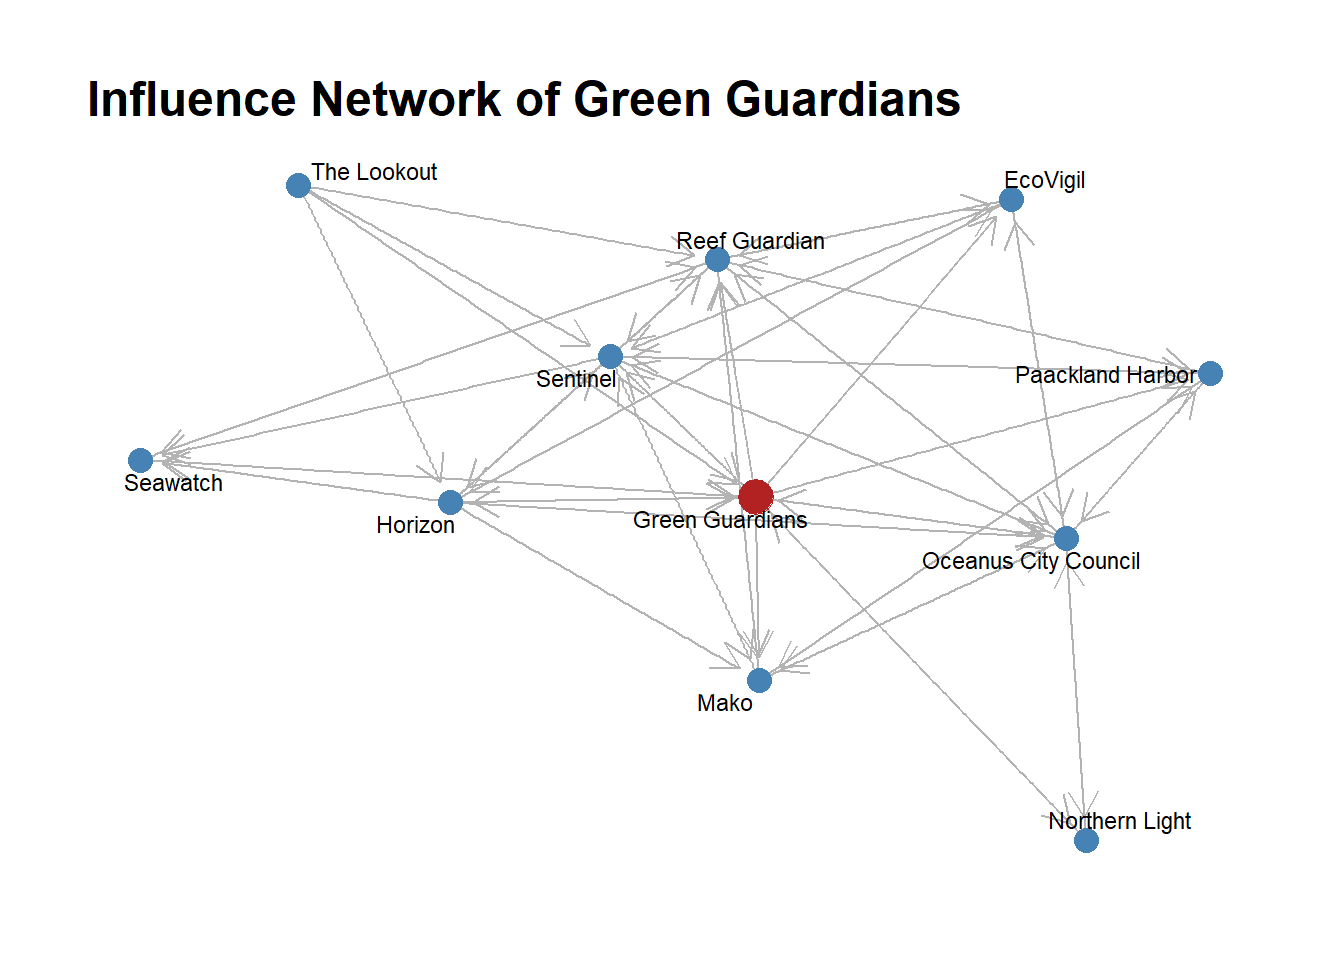 Influence Network of Green Guardians
The Lookout
EcoVigil
Reef Guardian
Sentinel
Paackland Harbor
Seawatch
Horizon
Green Guardians
Oceanus City Council
Mako
Northern Light